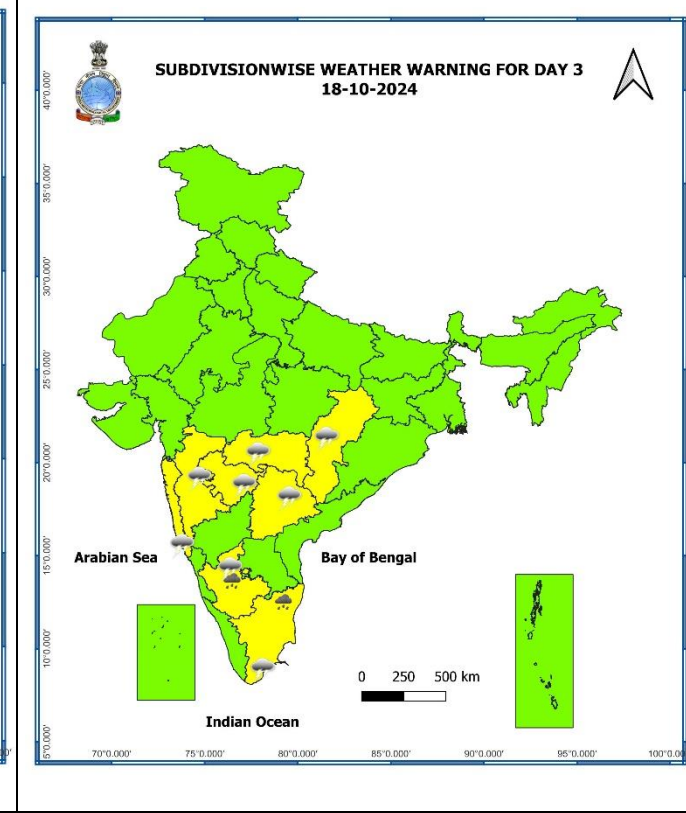 SUBDIVISIONWISE WEATHER WARNING FOR DAY 3
18-10-2024
40°0.000'
35°0.000'
30°0.000'
25°0.000'
20°0.000'
15°0.000'
10°0.000'
5°0.000'
Arabian Sea
Bay of Bengal
0 250 500 km
Indian Ocean
70°0.000' 75°0.000' 80°0.000' 85°0.000' 90°0.000' 95°0.000' 100°0.0